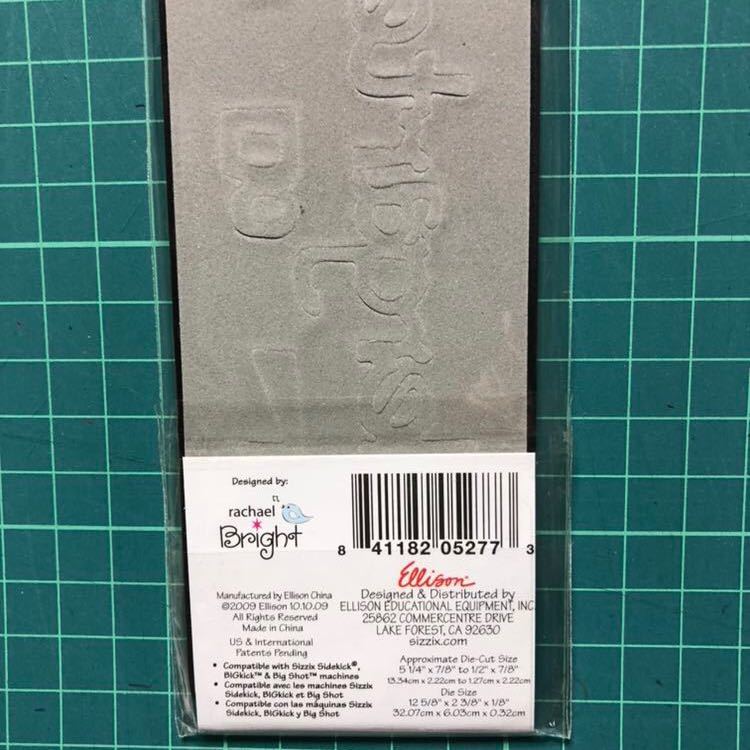 Designed by:
rachael
Bright
8 41182 05277 3
Ellison
Designed & Distributed by
ELLISON EDUCATIONAL EQUIPMENT, INC.
25862 COMMERCENTRE DRIVE
LAKE FOREST, CA 92630
sizzix.com
Approximate Die-Cut Size
5 1/4" x 7/8" to 1/2" x 7/8"
13.34cm x 2.22cm to 1.27cm x 2.22cm
Die Size
12 5/8" x 2 3/8" x 1/8"
32.07cm x 6.03cm x 0.32cm
Manufactured by Ellison China
©2009 Ellison 10.10.09
All Rights Reserved
Made in China
US & International
Patents Pending
• Compatible with Sizzix Sidekick®,
BIGkick™ & Big Shot™ machines
• Compatible avec les machines Sizzix
Sidekick, BIGkick et Big Shot
• Compatible con las máquinas Sizzix
Sidekick, BIGkick y Big Shot